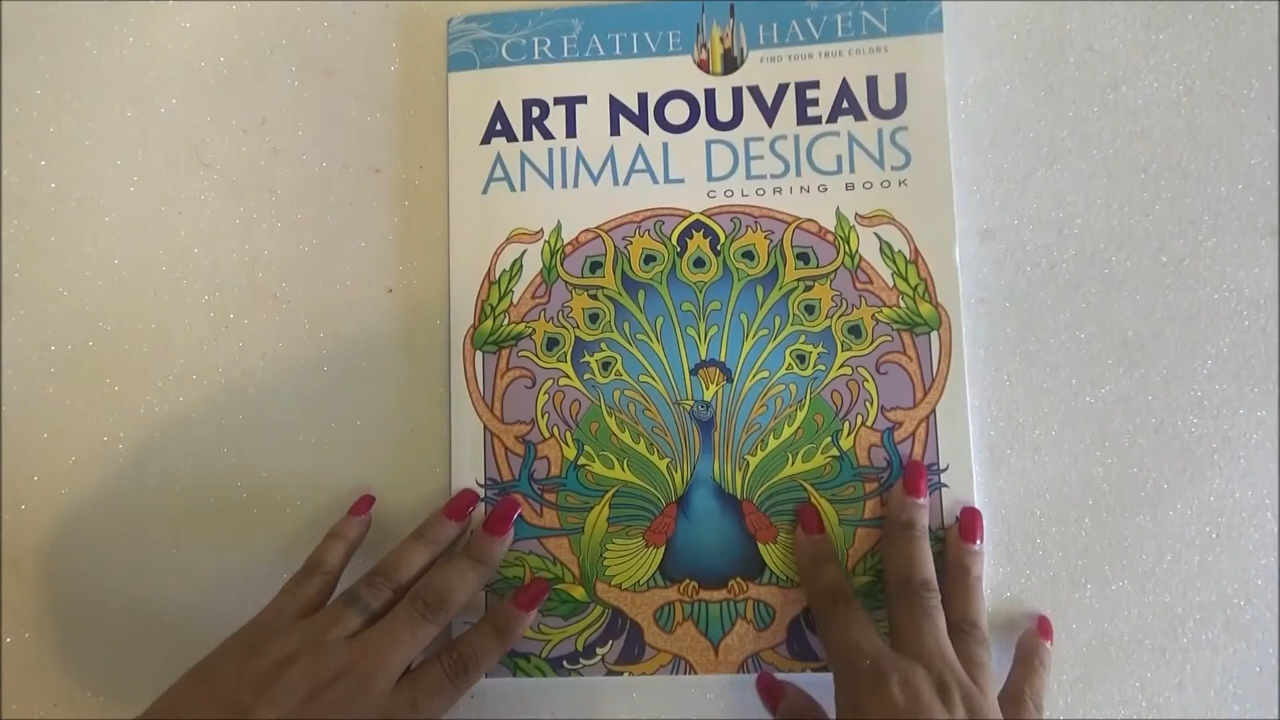 CREATIVE HAVEN
FIND YOUR TRUE COLORS
ART NOUVEAU
ANIMAL DESIGNS
COLORING BOOK